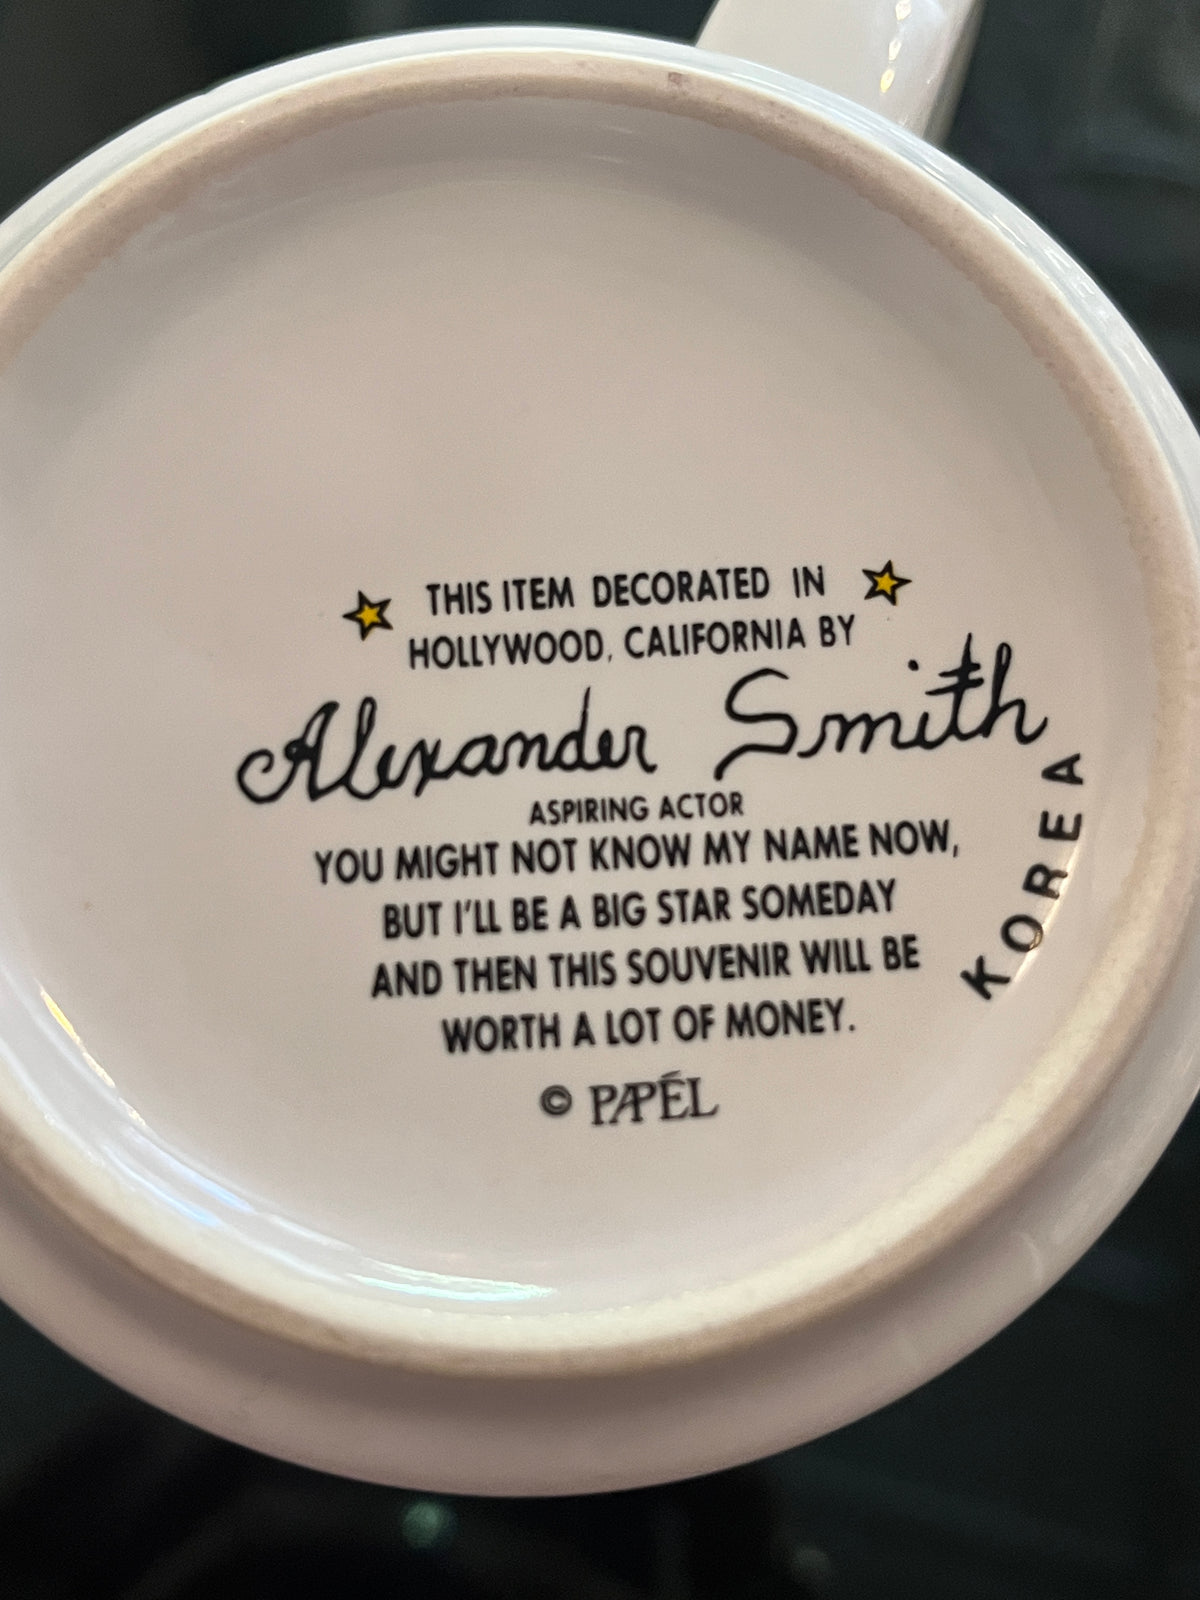 THIS ITEM DECORATED IN
HOLLYWOOD, CALIFORNIA BY
Alexander Smith
ASPIRING ACTOR
YOU MIGHT NOT KNOW MY NAME NOW,
BUT I'LL BE A BIG STAR SOMEDAY
AND THEN THIS SOUVENIR WILL BE
WORTH A LOT OF MONEY.
© PAPÉL
KOREA